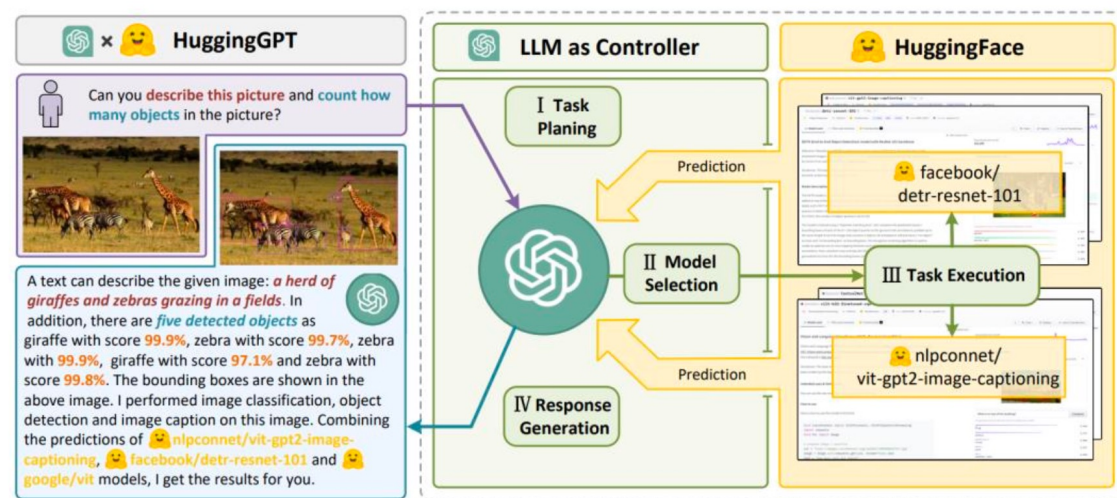 × HuggingGPT
LLM as Controller
HuggingFace
Can you describe this picture and count how
many objects in the picture?
A text can describe the given image: a herd of
giraffes and zebras grazing in a fields. In
addition, there are five detected objects as
giraffe with score 99.9%, zebra with score 99.7%, zebra
with 99.9%, giraffe with score 97.1% and zebra with
score 99.8%. The bounding boxes are shown in the
above image. I performed image classification, object
detection and image caption on this image. Combining
the predictions of nlpconnet/vit-gpt2-image-
captioning, facebook/detr-resnet-101 and
google/vit models, I get the results for you.
Ⅰ Task
Planing
Prediction
Ⅱ Model
Selection
Prediction
Ⅳ Response
Generation
facebook/
detr-resnet-101
Ⅲ Task Execution
nlpconnet/
vit-gpt2-image-captioning